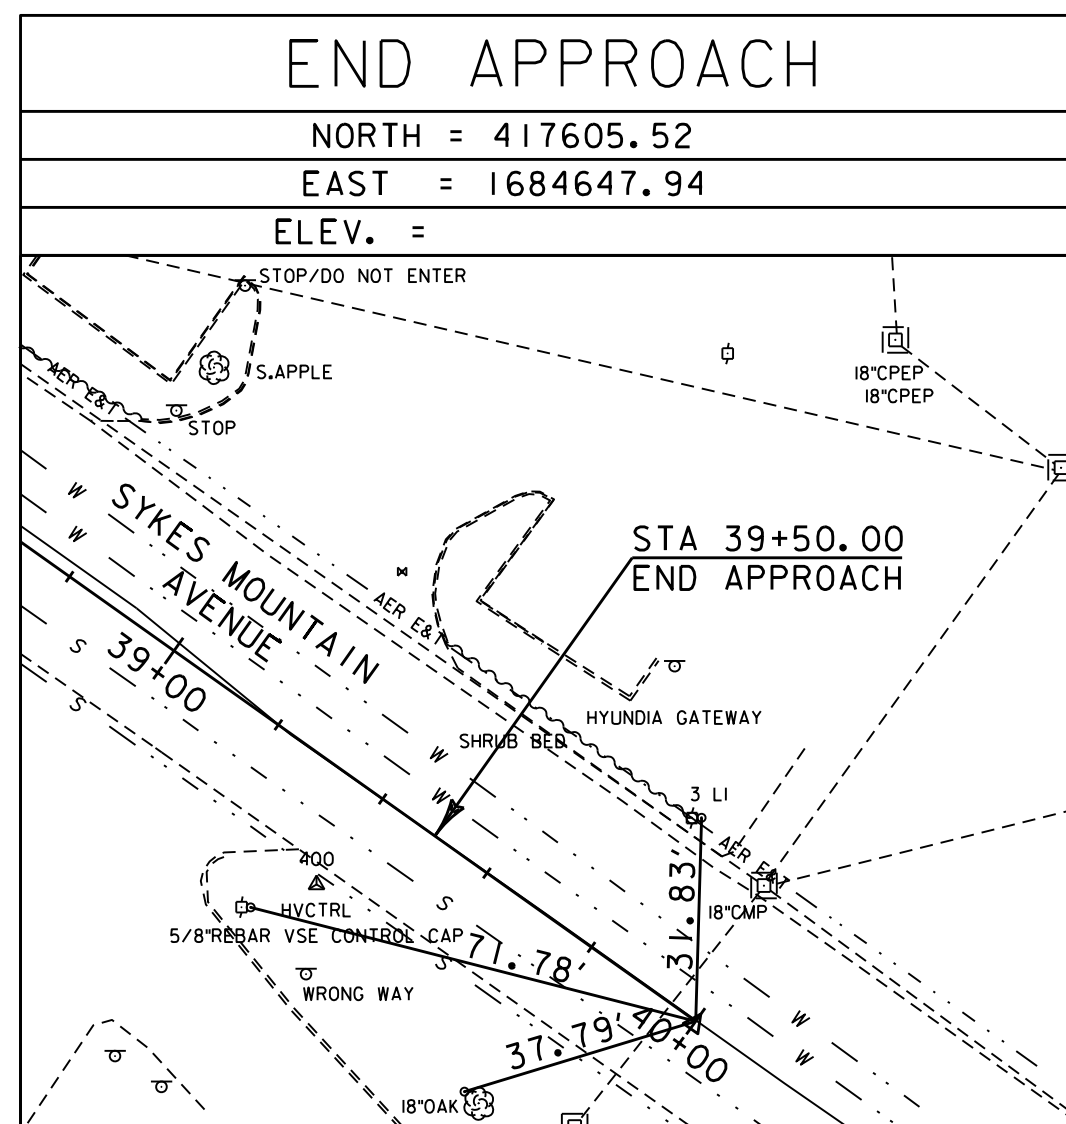 END APPROACH
NORTH = 417605.52
EAST = 1684647.94
ELEV. =
STOP/DO NOT ENTER
18"CPEP
18"CPEP
AER E&T
S.APPLE
STOP
W
W
SYKES MOUNTAIN
AVENUE
STA 39+50.00
END APPROACH
AER E&T
39+00
S
S
HYUNDIA GATEWAY
SHRUB BED
W
W
3 LI
AER E&T
400
HVCTRL
5/8"REBAR VSE CONTROL CAP
S
S
71.78'
31.83'
18"CMP
WRONG WAY
37.79'
40+00
W
W
18"OAK